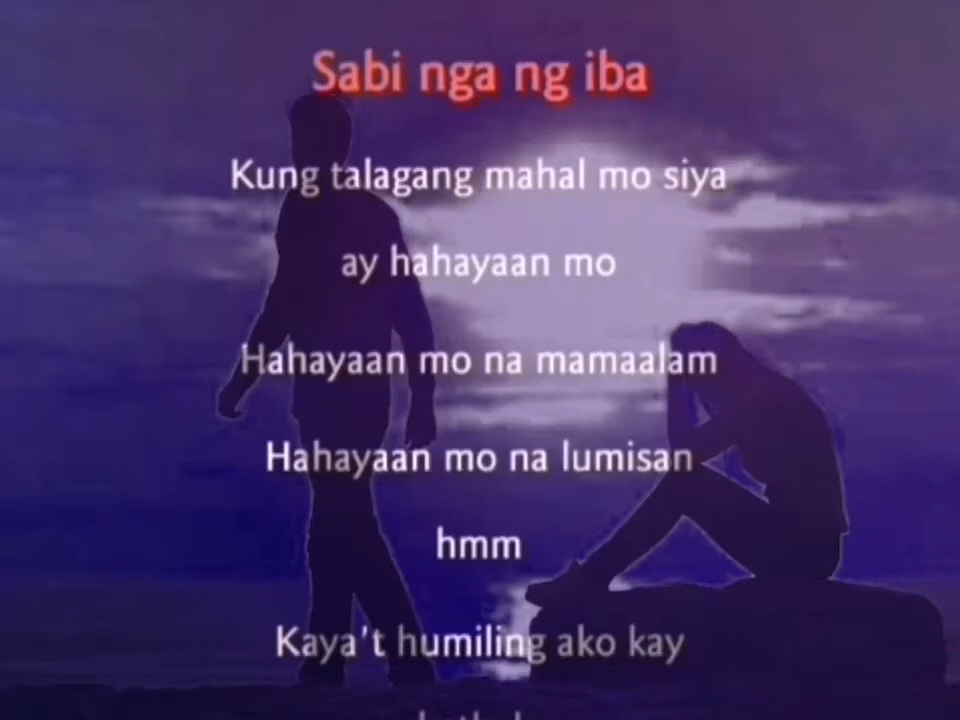 Sabi nga ng iba
Kung talagang mahal mo siya
ay hahayaan mo
Hahayaan mo na mamaalam
Hahayaan mo na lumisan
hmm
Kaya't humiling ako kay